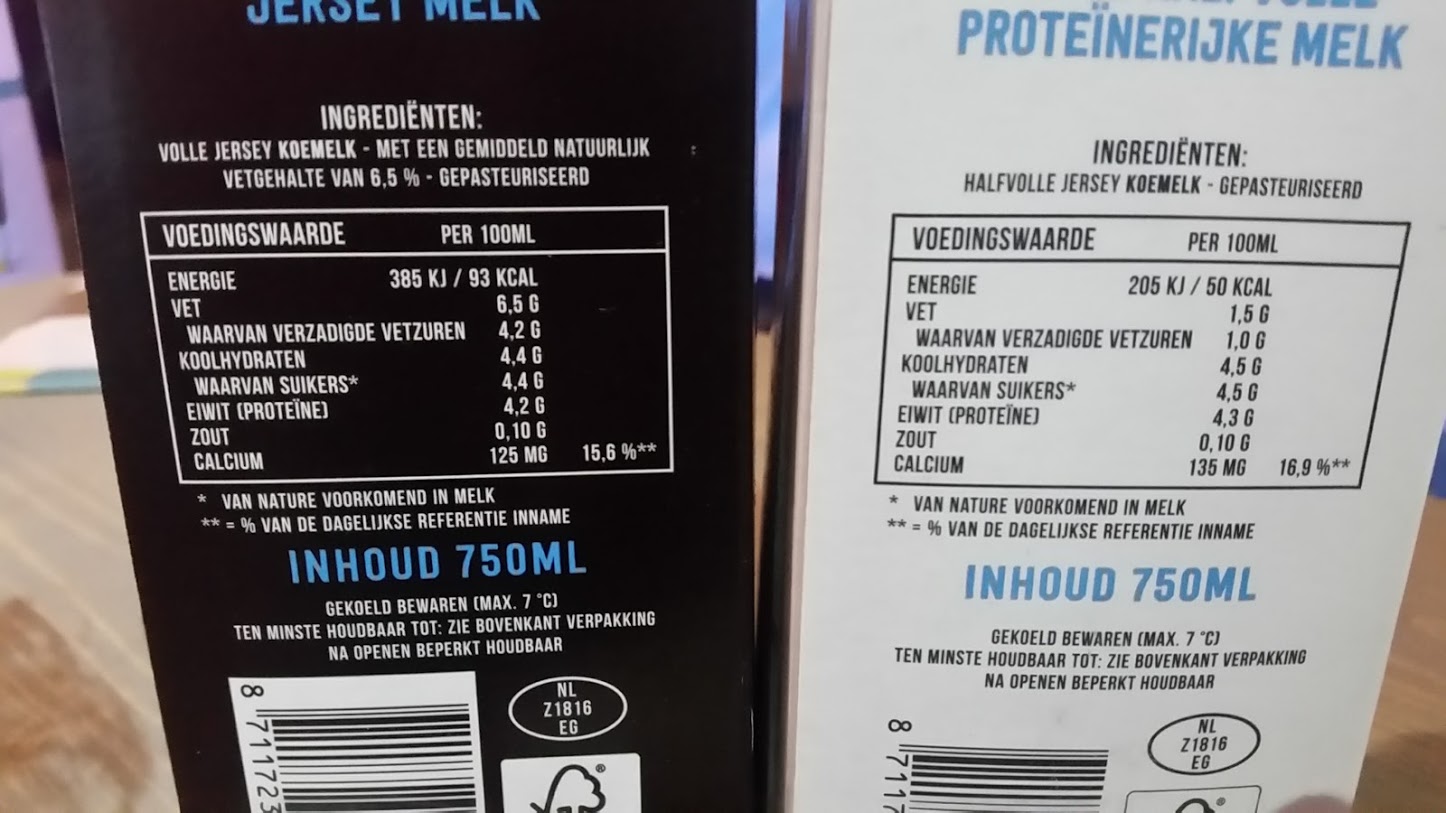 JERSEY MELK
INGREDIËNTEN:
VOLLE JERSEY KOEMELK - MET EEN GEMIDDELD NATUURLIJK
VETGEHALTE VAN 6,5 % - GEPASTEURISEERD
VOEDINGSWAARDE PER 100ML
ENERGIE 385 KJ / 93 KCAL
VET 6,5 G
WAARVAN VERZADIGDE VETZUREN 4,2 G
KOOLHYDRATEN 4,4 G
WAARVAN SUIKERS* 4,4 G
EIWIT (PROTEÏNE) 4,2 G
ZOUT 0,10 G
CALCIUM 125 MG 15,6 %**
* VAN NATURE VOORKOMEND IN MELK
** = % VAN DE DAGELIJKSE REFERENTIE INNAME
INHOUD 750ML
GEKOELD BEWAREN (MAX. 7 °C)
TEN MINSTE HOUDBAAR TOT: ZIE BOVENKANT VERPAKKING
NA OPENEN BEPERKT HOUDBAAR
8 711723
NL
Z1816
EG
®
PROTEÏNERIJKE MELK
INGREDIËNTEN:
HALFVOLLE JERSEY KOEMELK - GEPASTEURISEERD
VOEDINGSWAARDE PER 100ML
ENERGIE 205 KJ / 50 KCAL
VET 1,5 G
WAARVAN VERZADIGDE VETZUREN 1,0 G
KOOLHYDRATEN 4,5 G
WAARVAN SUIKERS* 4,5 G
EIWIT (PROTEÏNE) 4,3 G
ZOUT 0,10 G
CALCIUM 135 MG 16,9 %**
* VAN NATURE VOORKOMEND IN MELK
** = % VAN DE DAGELIJKSE REFERENTIE INNAME
INHOUD 750ML
GEKOELD BEWAREN (MAX. 7 °C)
TEN MINSTE HOUDBAAR TOT: ZIE BOVENKANT VERPAKKING
NA OPENEN BEPERKT HOUDBAAR
8 7117
NL
Z1816
EG
®